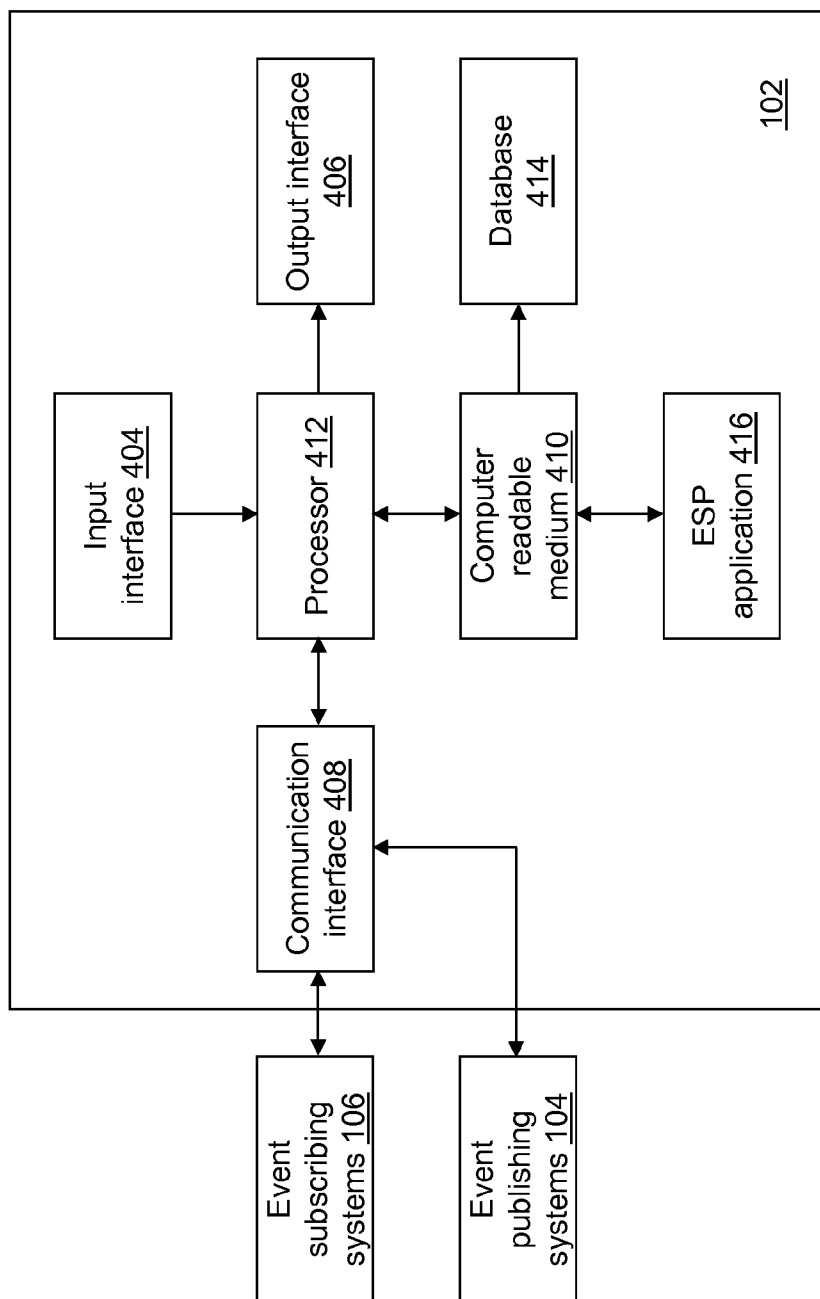 Input
interface 404
Output interface
406
Processor 412
Communication
interface 408
Event
subscribing
systems 106
Event
publishing
systems 104
Computer
readable
medium 410
Database
414
ESP
application 416
102